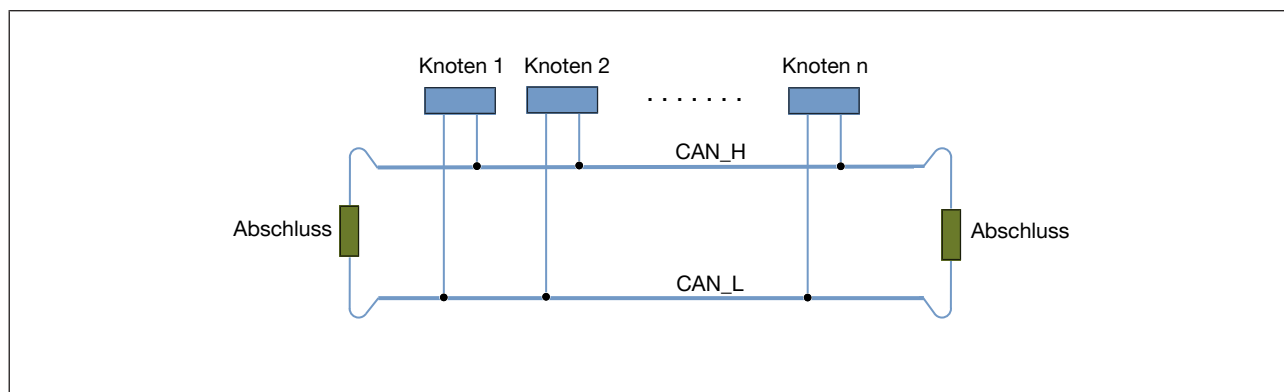 Knoten 1
Knoten 2
. . . . . . .
Knoten n
CAN_H
Abschluss
Abschluss
CAN_L